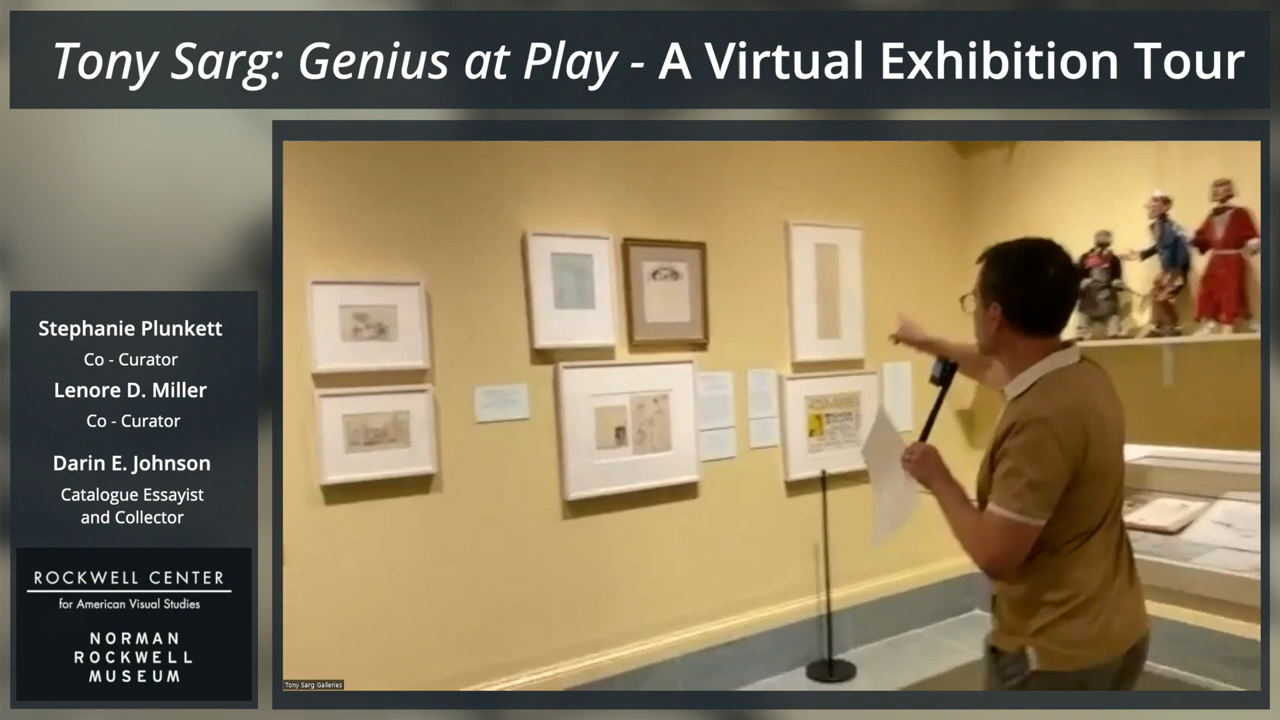 Tony Sarg: Genius at Play - A Virtual Exhibition Tour
Stephanie Plunkett
Co - Curator
Lenore D. Miller
Co - Curator
Darin E. Johnson
Catalogue Essayist
and Collector
ROCKWELL CENTER
for American Visual Studies
NORMAN
ROCKWELL
MUSEUM
Tony Sarg Galleries